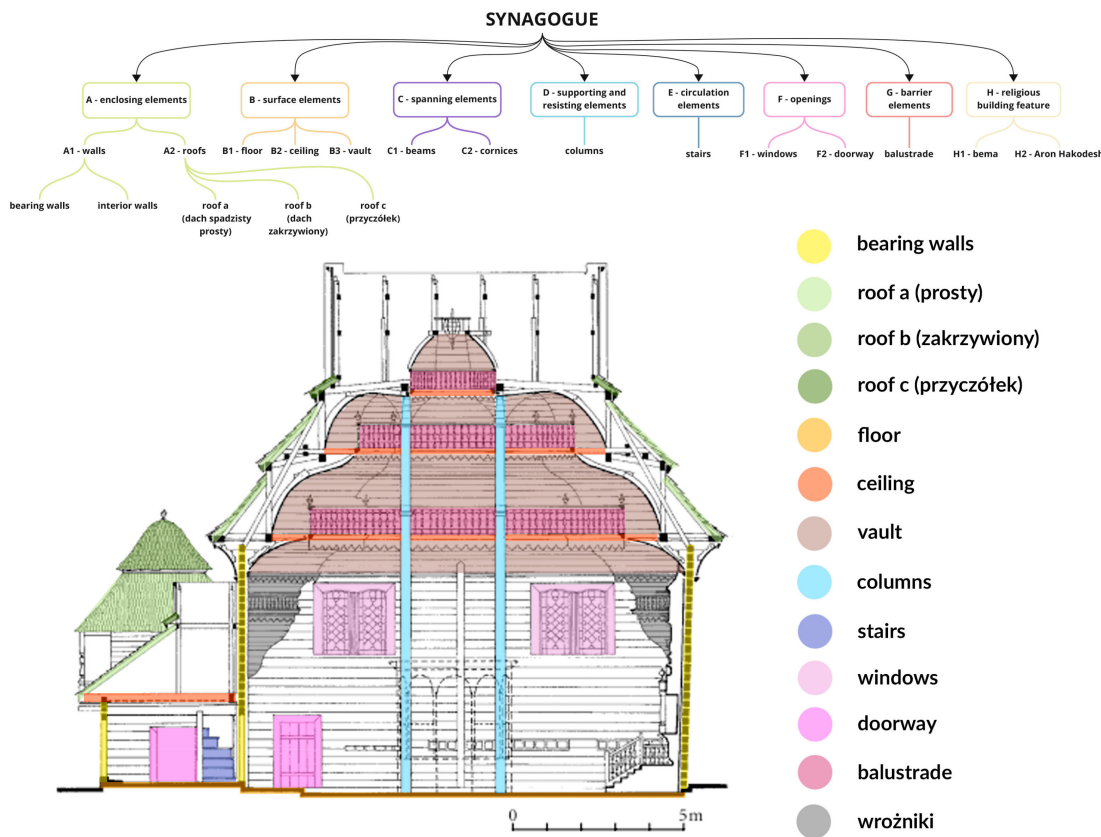 SYNAGOGUE
A - enclosing elements
B - surface elements
C - spanning elements
D - supporting and
resisting elements
E - circulation
elements
F - openings
G - barrier
elements
H - religious
building feature
A1 - walls
A2 - roofs
B1 - floor
B2 - ceiling
B3 - vault
C1 - beams
C2 - cornices
columns
stairs
F1 - windows
F2 - doorway
balustrade
H1 - bema
H2 - Aron Hakodesh
bearing walls
interior walls
roof a
(dach spadzisty
prosty)
roof b
(dach
zakrzywiony)
roof c
(przyczółek)
bearing walls
roof a (prosty)
roof b (zakrzywiony)
roof c (przyczółek)
floor
ceiling
vault
columns
stairs
windows
doorway
balustrade
wrożniki
0 5m